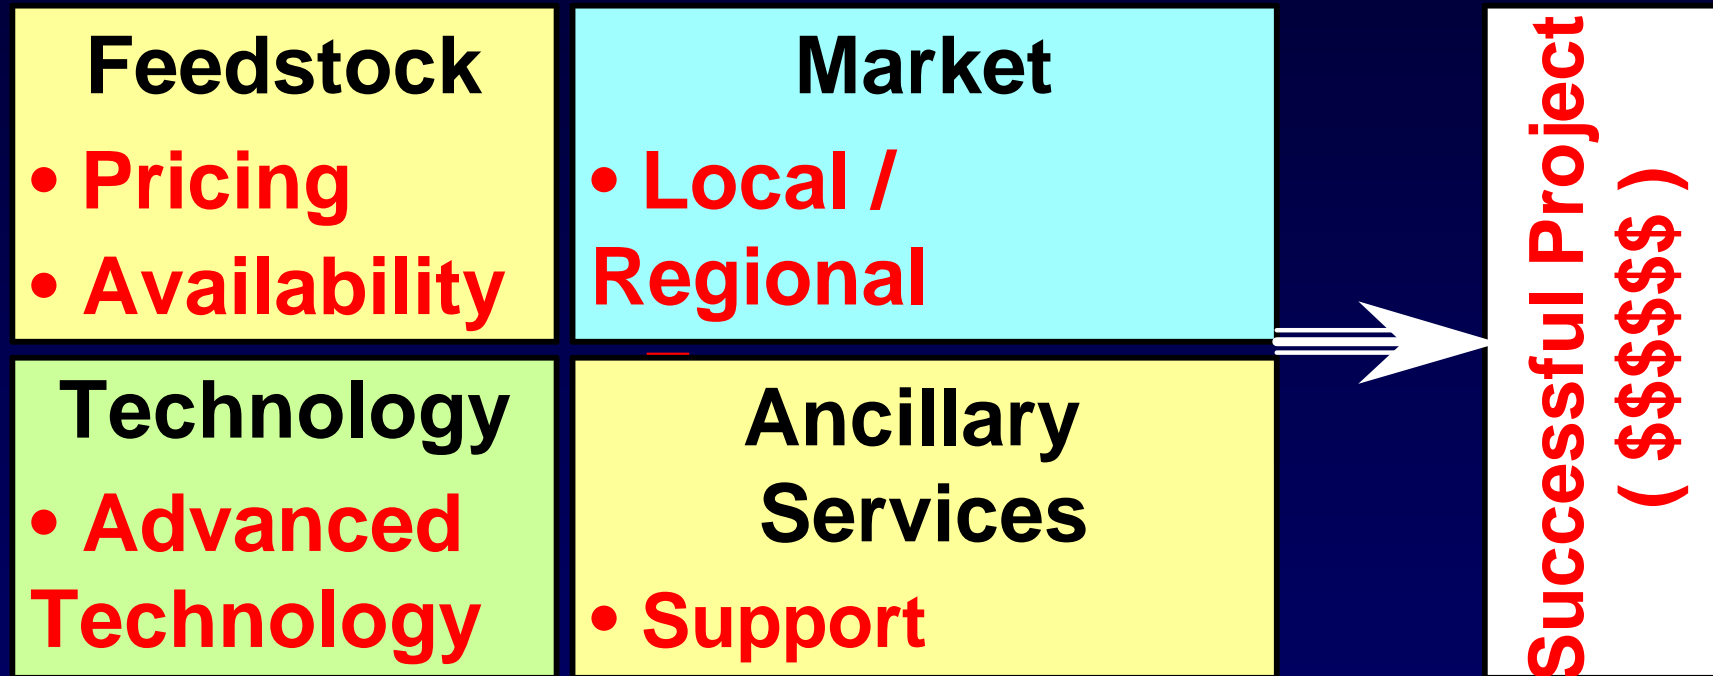 Feedstock
• Pricing
• Availability
Market
• Local /
Regional
Technology
• Advanced
Technology
Ancillary
Services
• Support
Successful Project
( $$$$$$ )